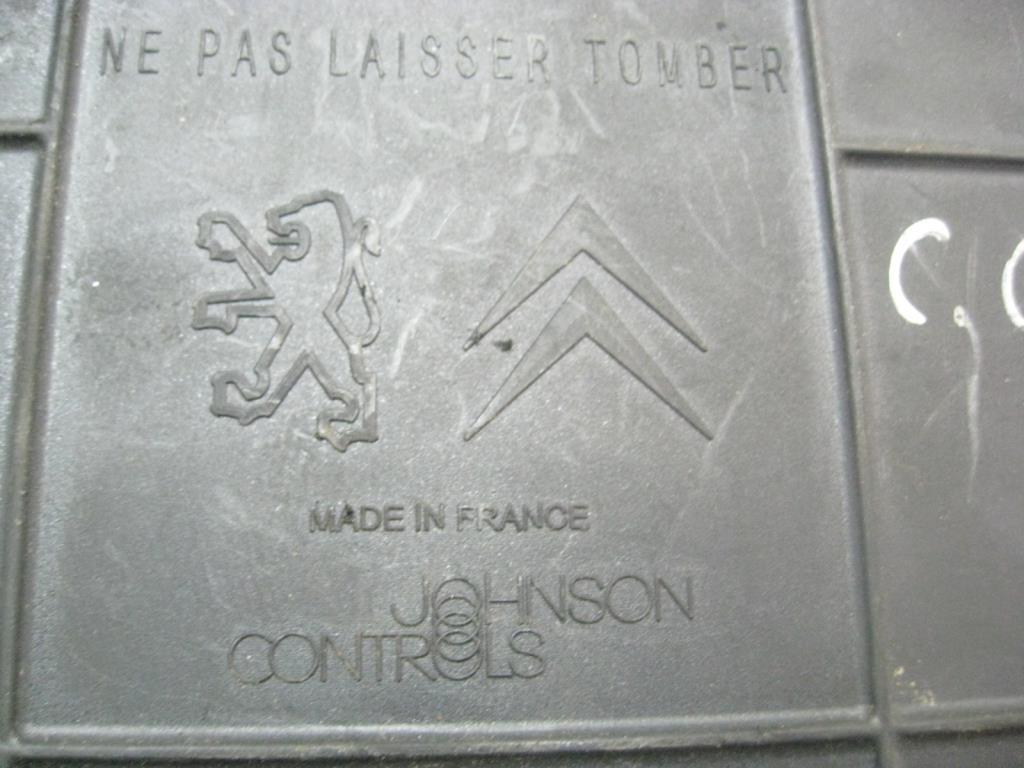 NE PAS LAISSER TOMBER
C.
MADE IN FRANCE
JOHNSON
CONTROLS